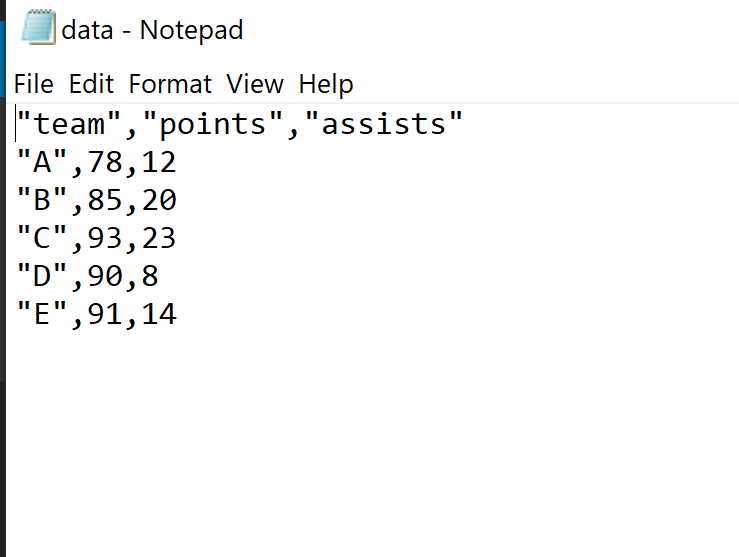 data - Notepad
File Edit Format View Help
"team","points","assists"
"A",78,12
"B",85,20
"C",93,23
"D",90,8
"E",91,14